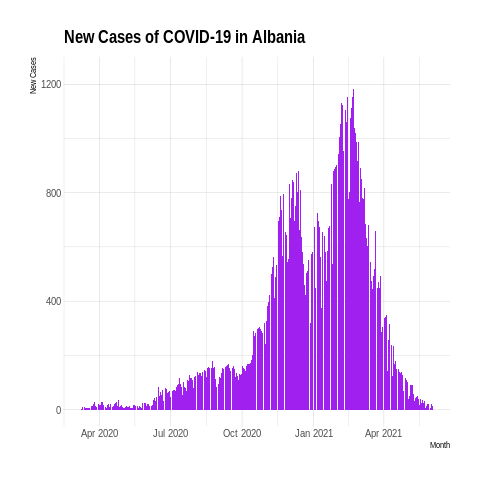 New Cases of COVID-19 in Albania
New Cases
1200
800
400
0
Apr 2020 Jul 2020 Oct 2020 Jan 2021 Apr 2021
Month